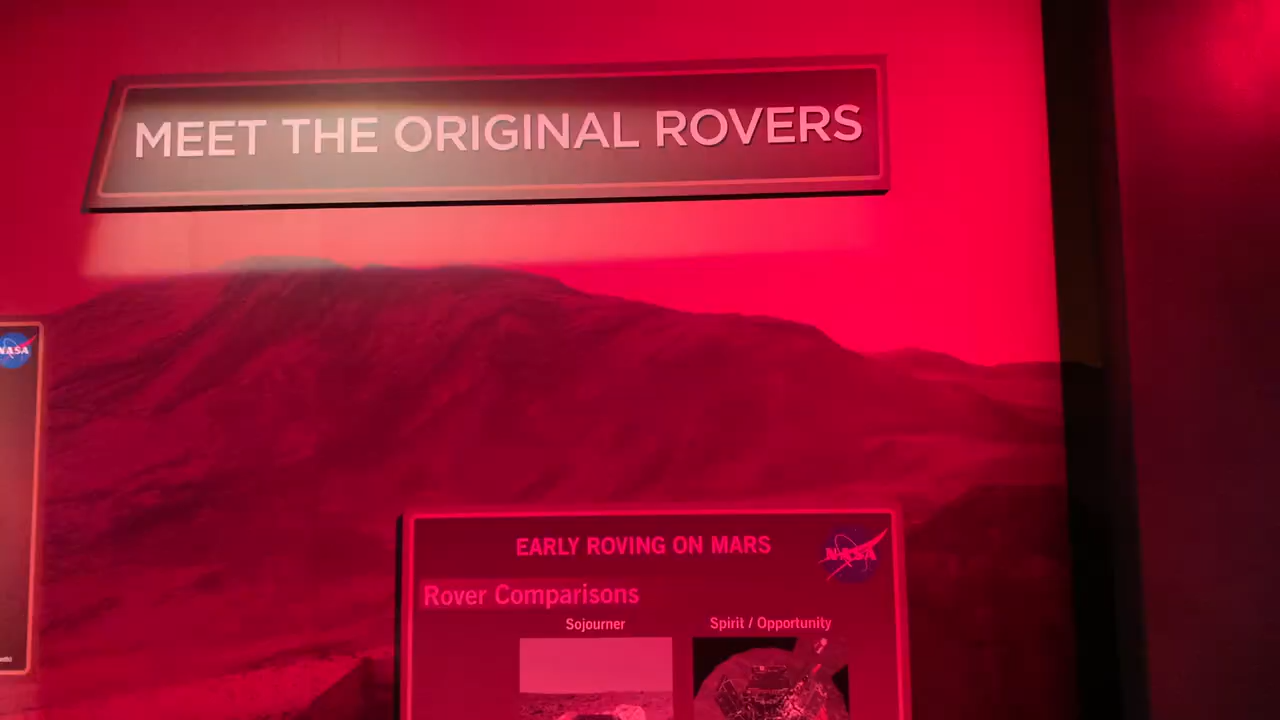 MEET THE ORIGINAL ROVERS
NASA
EARLY ROVING ON MARS
NASA
Rover Comparisons
Sojourner
Spirit / Opportunity